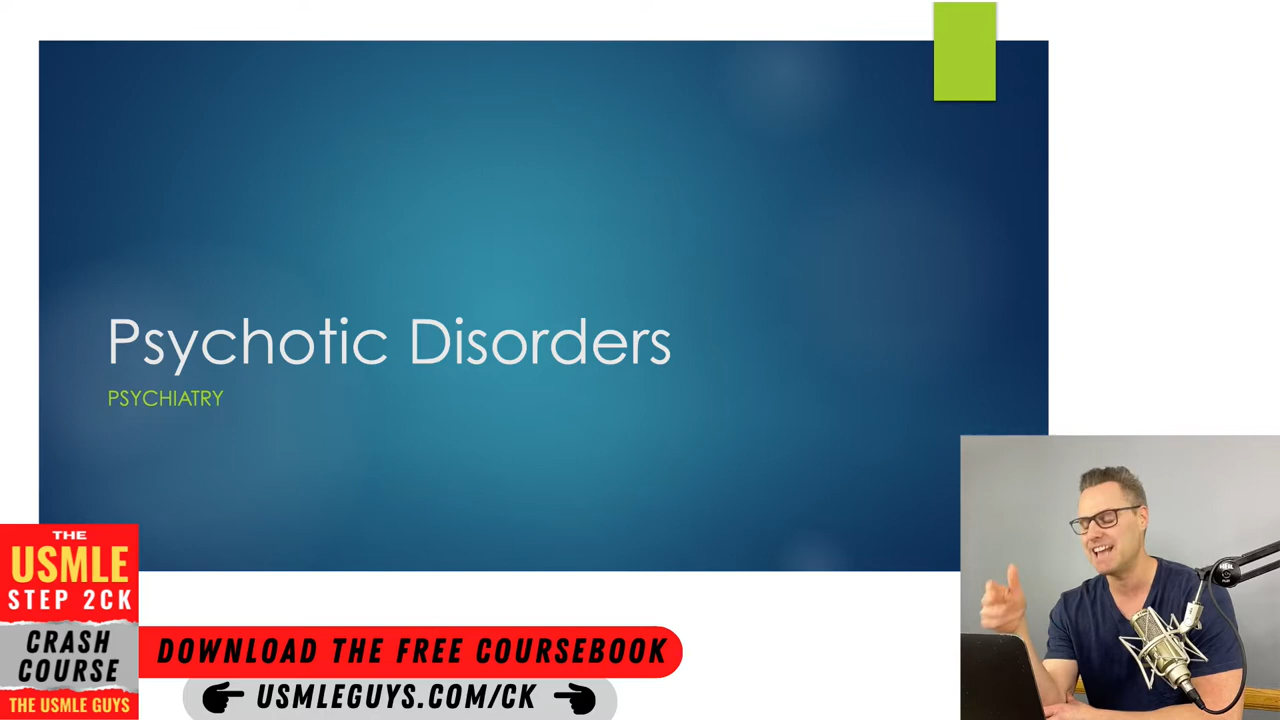 Psychotic Disorders
PSYCHIATRY
THE
USMLE
STEP 2CK
CRASH
COURSE
THE USMLE GUYS
DOWNLOAD THE FREE COURSEBOOK
USMLEGUYS.COM/CK
HEIL